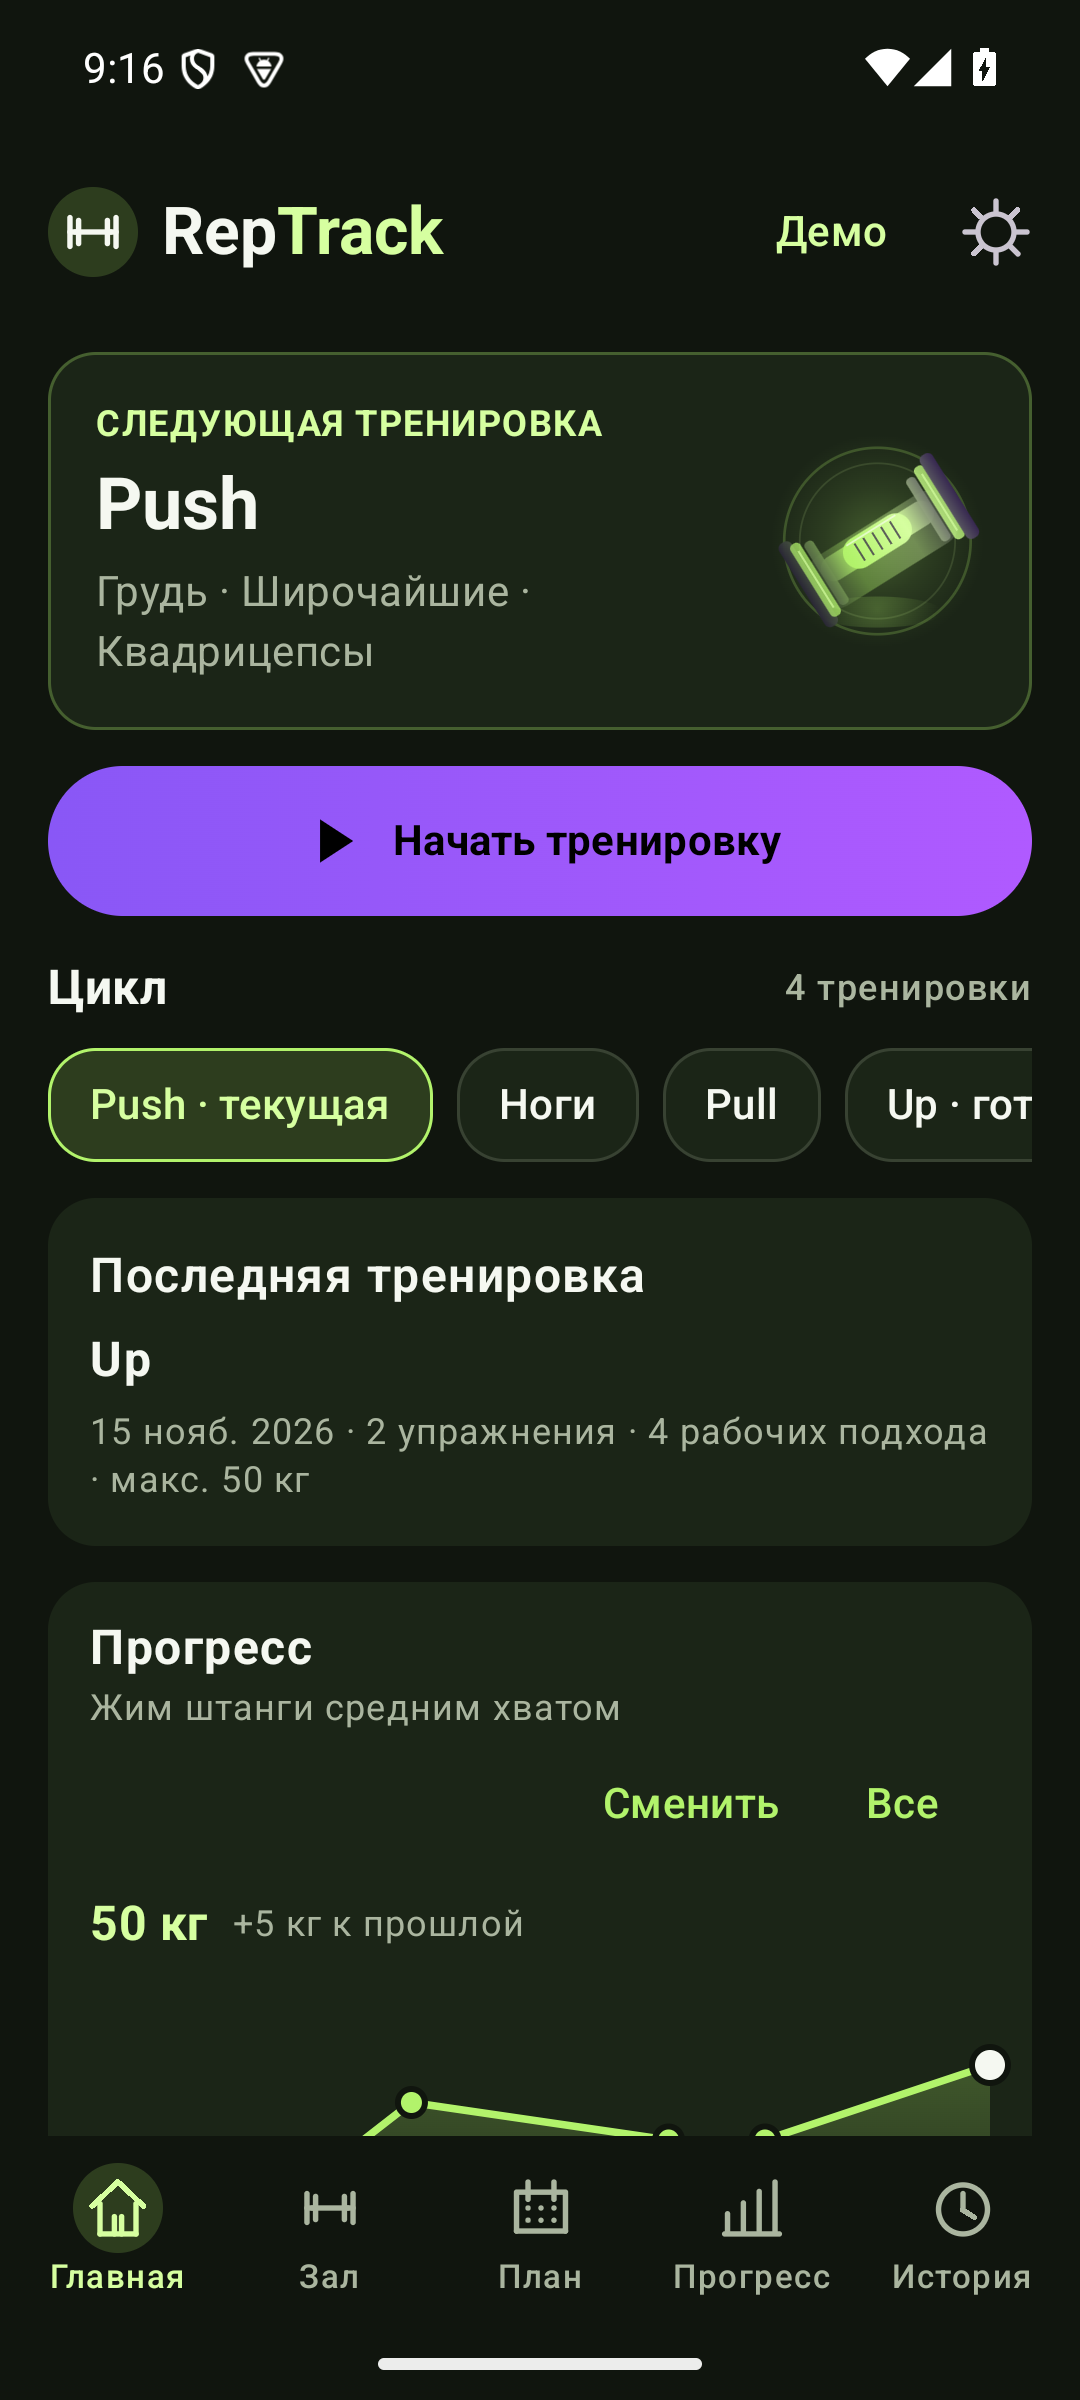 9:16
RepTrack
Демо
СЛЕДУЮЩАЯ ТРЕНИРОВКА
Push
Грудь · Широчайшие ·
Квадрицепсы
Начать тренировку
Цикл
4 тренировки
Push · текущая
Ноги
Pull
Up · гот
Последняя тренировка
Up
15 нояб. 2026 · 2 упражнения · 4 рабочих подхода
· макс. 50 кг
Прогресс
Жим штанги средним хватом
Сменить
Все
50 кг +5 кг к прошлой
Главная
Зал
План
Прогресс
История